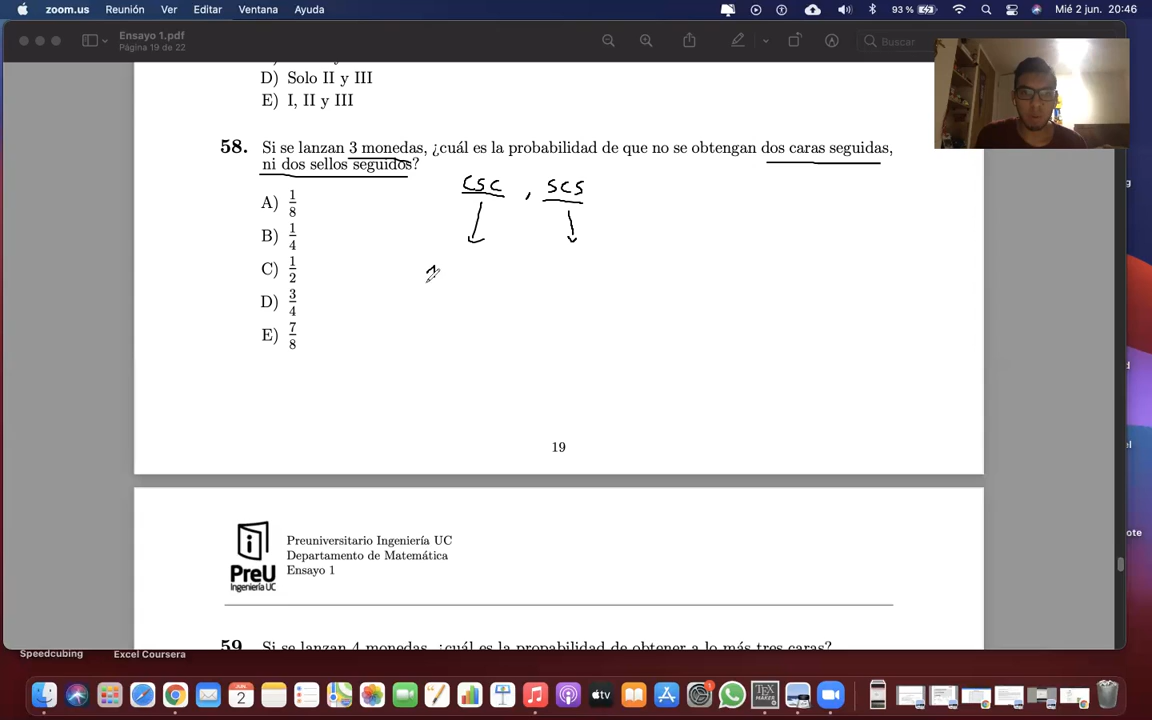 zoom.us Reunión Ver Editar Ventana Ayuda 93 % Mié 2 jun. 20:46
Ensayo 1.pdf
Página 19 de 22
Buscar
D) Solo II y III
E) I, II y III
58. Si se lanzan 3 monedas, ¿cuál es la probabilidad de que no se obtengan dos caras seguidas,
ni dos sellos seguidos?
CSC , SCS
A) 1/8
B) 1/4
C) 1/2
D) 3/4
E) 7/8
19
PreU
Ingeniería UC
Preuniversitario Ingeniería UC
Departamento de Matemática
Ensayo 1
59. Si se lanzan 4 monedas, ¿cuál es la probabilidad de obtener a lo más tres caras?
Speedcubing Excel Coursera
JUN
2